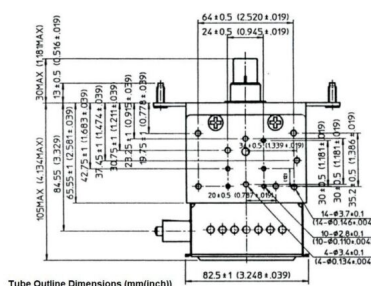 64±0.5 (2.520±.019)
24±0.5 (0.945±.019)
30MAX (1,181MAX)
13±0.5 (0.516±.019)
105MAX (4.134MAX)
84.55 (3.329)
65.55±1 (2.581±.039)
42.75±1 (1.683±.039)
37.45±1 (1.474±.039)
30.75±1 (1.211±.039)
23.25±1 (0.915±.039)
19.75±1 (0.778±.039)
34±0.5 (1.339±.019)
20±0.5 (0.787±.019)
30±0.5 (1.181±.019)
30±0.5 (1.181±.019)
35.2±0.5 (1.386±.019)
14-ø3.7±0.1
(14-ø0.146±.004
10-ø2.8±0.1
(10-ø0.110±.004
4-ø3.4±0.1
(4-ø0.134±.004
82.5±1 (3.248±.039)
Tube Outline Dimensions (mm/inch))